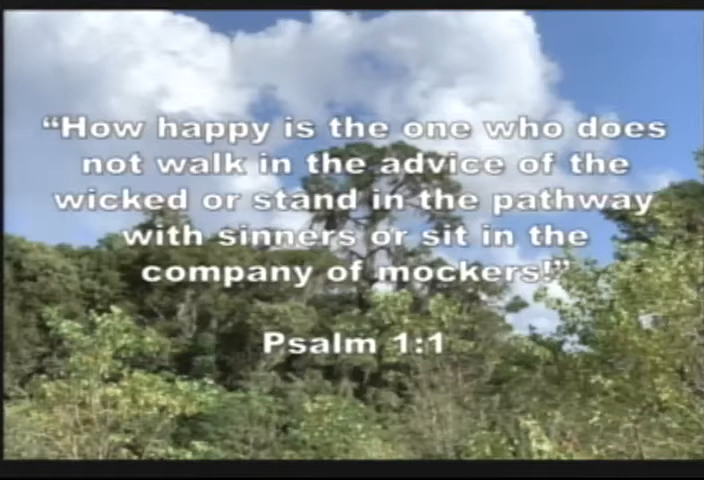 “How happy is the one who does
not walk in the advice of the
wicked or stand in the pathway
with sinners or sit in the
company of mockers!”
Psalm 1:1